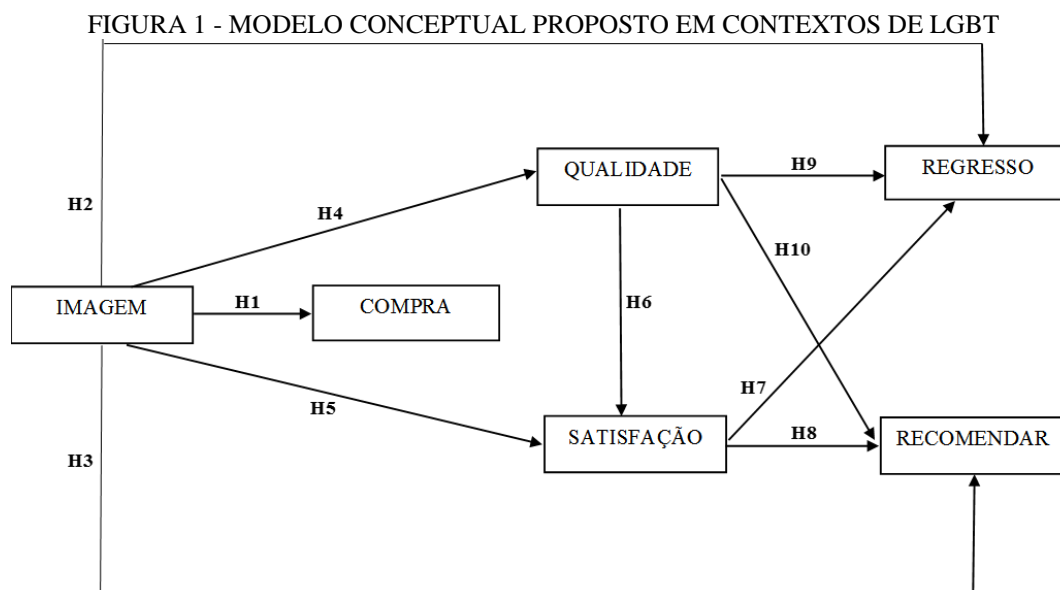 FIGURA 1 - MODELO CONCEPTUAL PROPOSTO EM CONTEXTOS DE LGBT
QUALIDADE
H9
REGRESSO
H2
H4
H10
IMAGEM
H1
COMPRA
H6
H7
H5
SATISFAÇÃO
H8
RECOMENDAR
H3